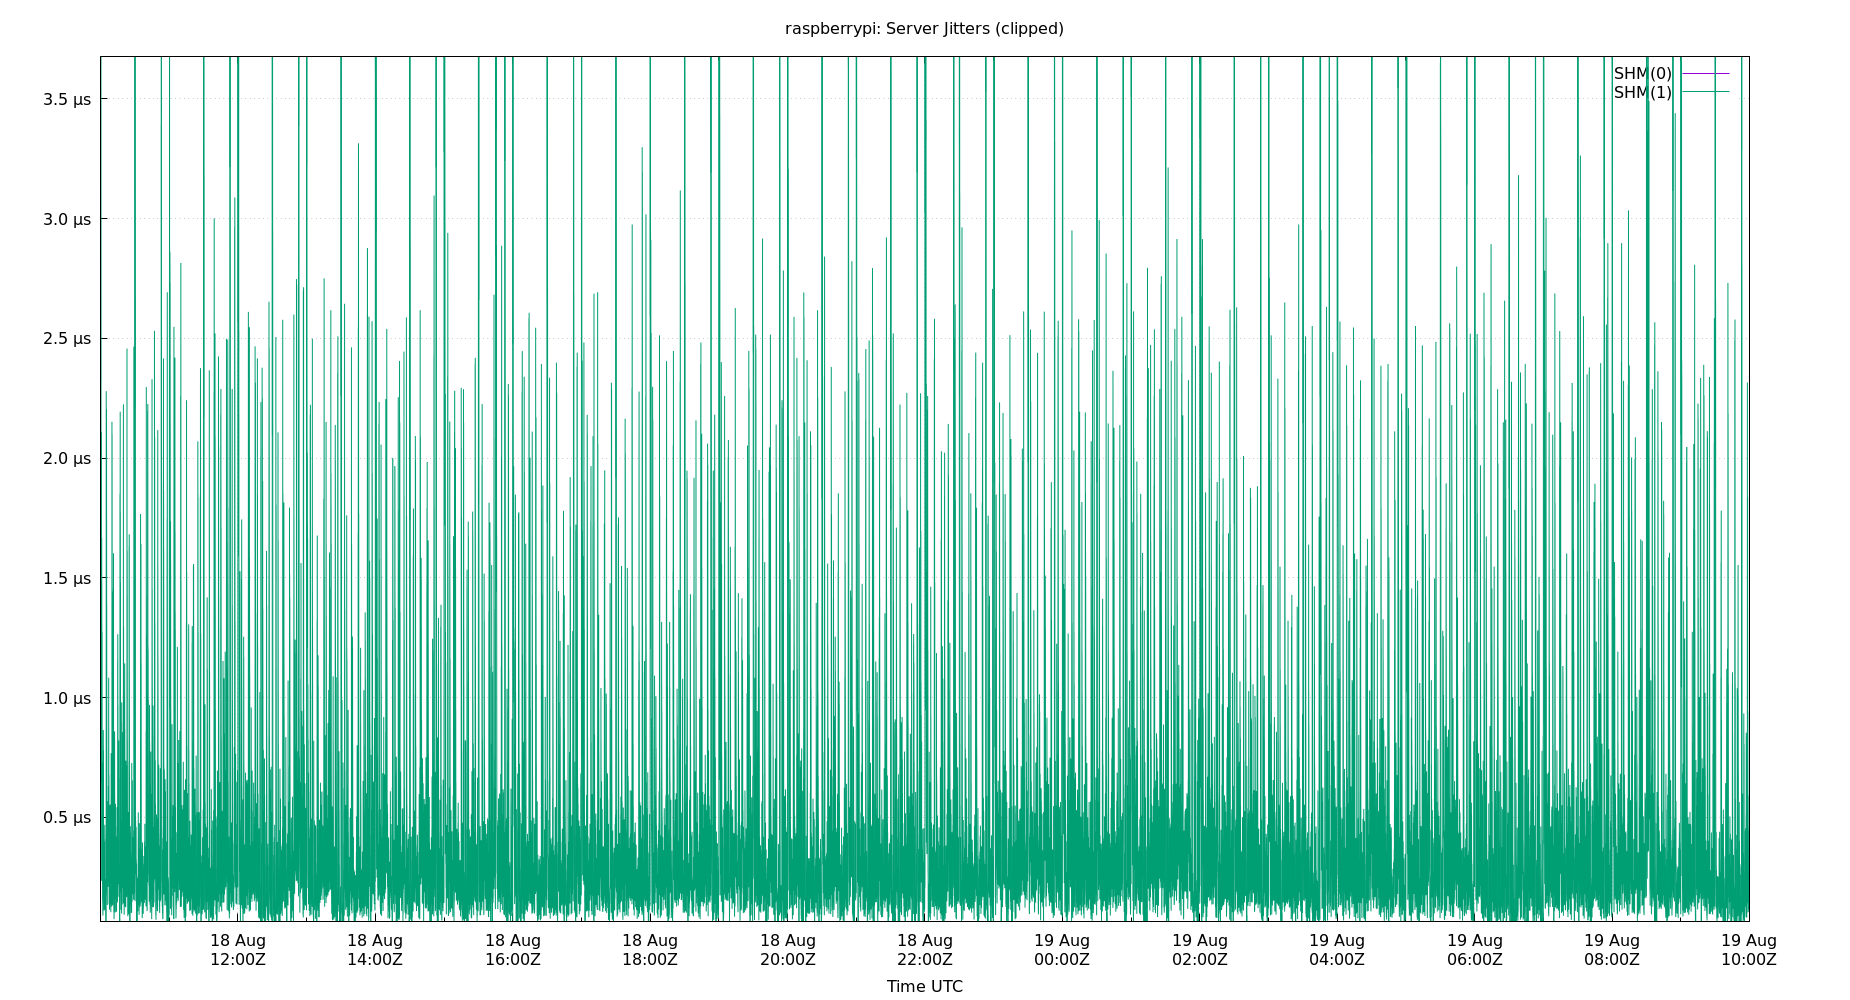 raspberrypi: Server Jitters (clipped)
SHM(0)
SHM(1)
3.5 µs
3.0 µs
2.5 µs
2.0 µs
1.5 µs
1.0 µs
0.5 µs
18 Aug 18 Aug 18 Aug 18 Aug 18 Aug 18 Aug 19 Aug 19 Aug 19 Aug 19 Aug 19 Aug 19 Aug
12:00Z 14:00Z 16:00Z 18:00Z 20:00Z 22:00Z 00:00Z 02:00Z 04:00Z 06:00Z 08:00Z 10:00Z
Time UTC